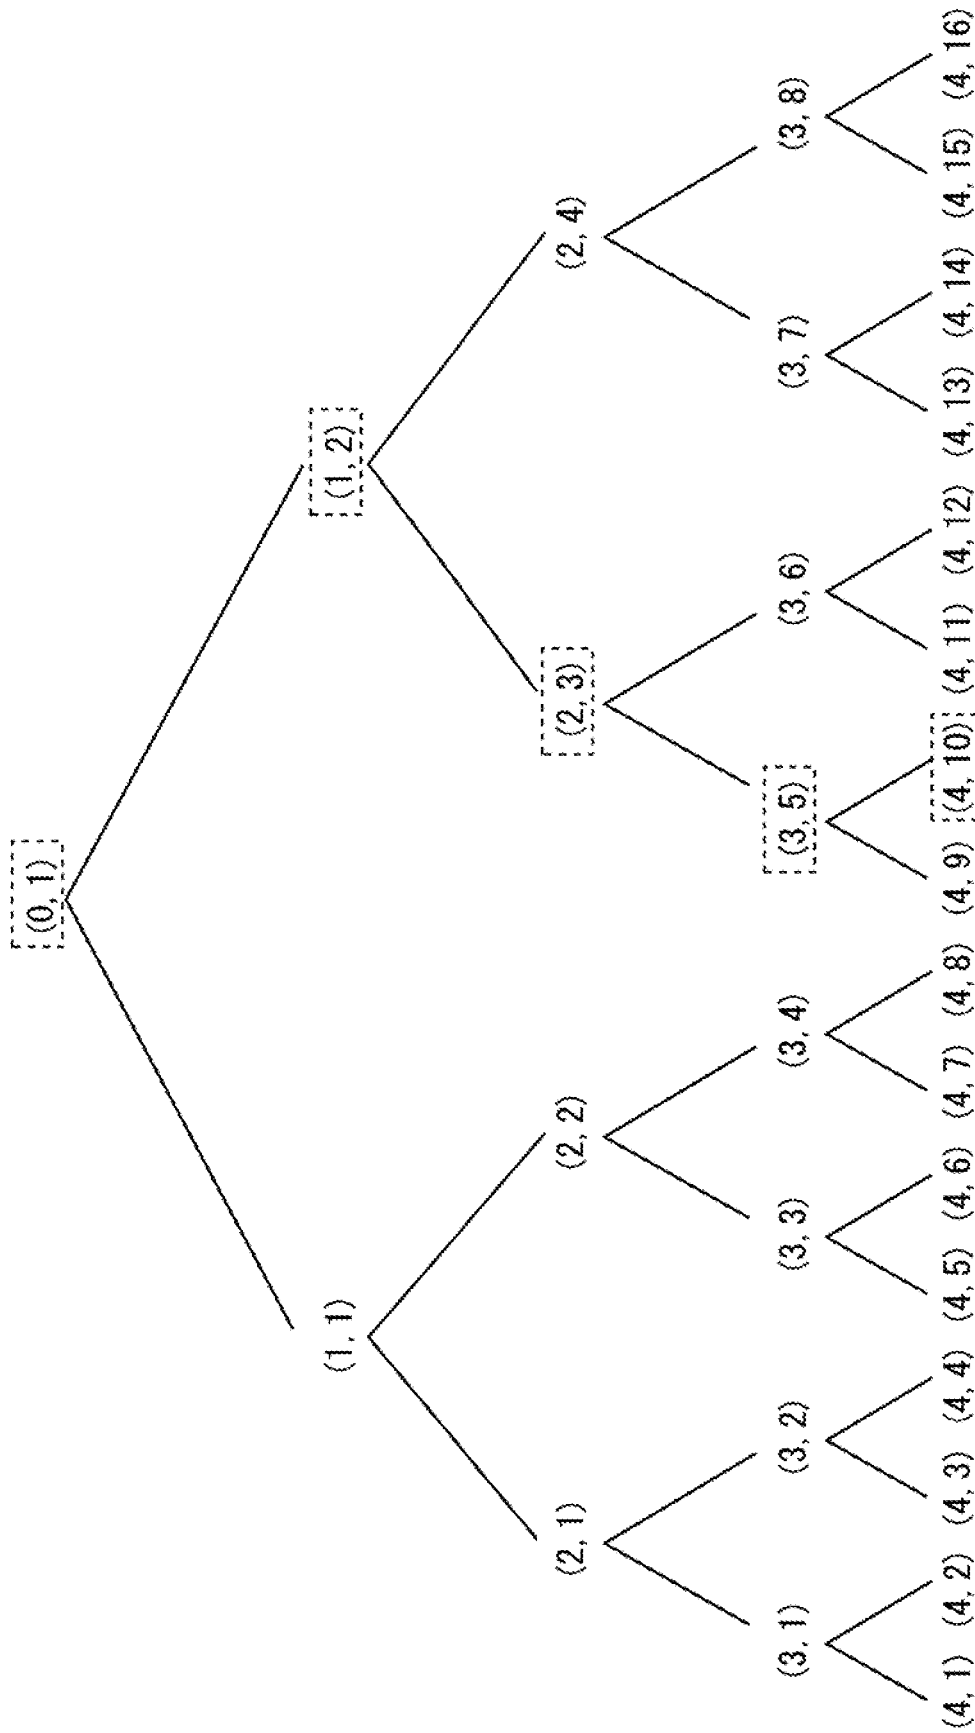 (0, 1)
(1, 1) (1, 2)
(2, 1) (2, 2) (2, 3) (2, 4)
(3, 1) (3, 2) (3, 3) (3, 4) (3, 5) (3, 6) (3, 7) (3, 8)
(4, 1) (4, 2) (4, 3) (4, 4) (4, 5) (4, 6) (4, 7) (4, 8) (4, 9) (4, 10) (4, 11) (4, 12) (4, 13) (4, 14) (4, 15) (4, 16)